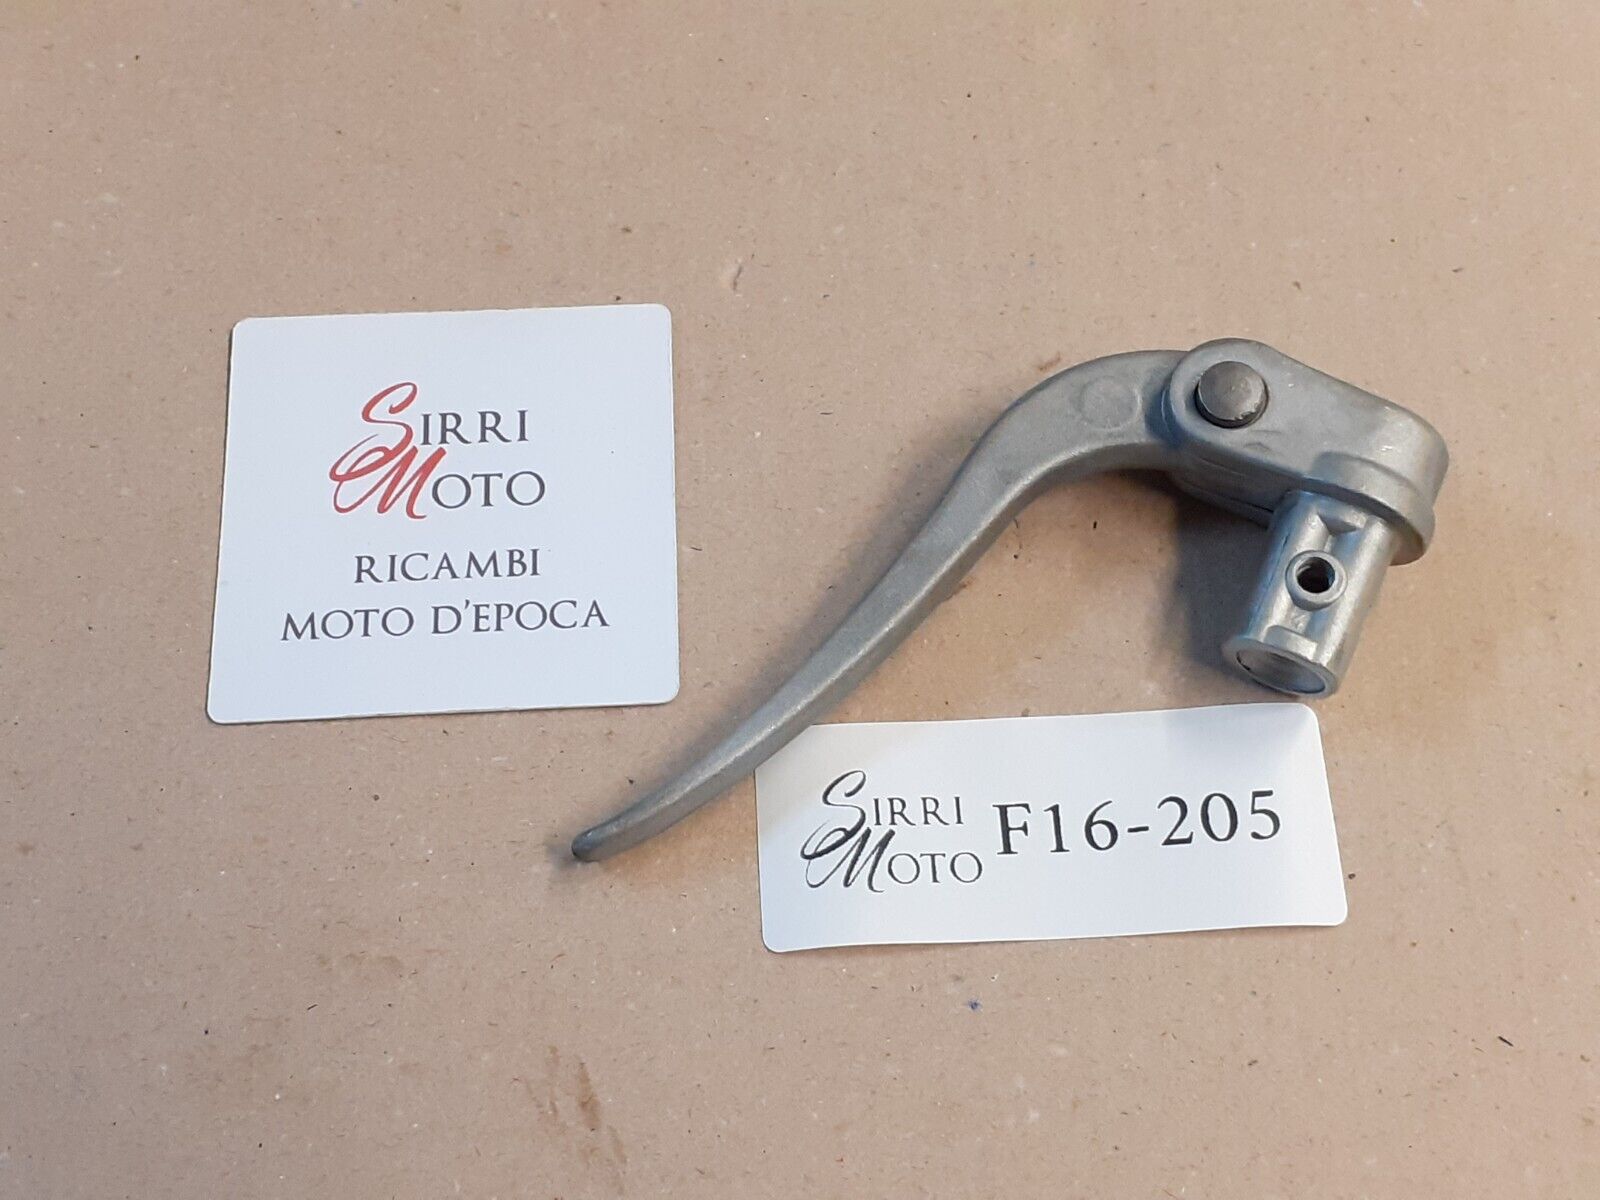 SIRRI
MOTO
RICAMBI
MOTO D'EPOCA
SIRRI
MOTO
F16-205